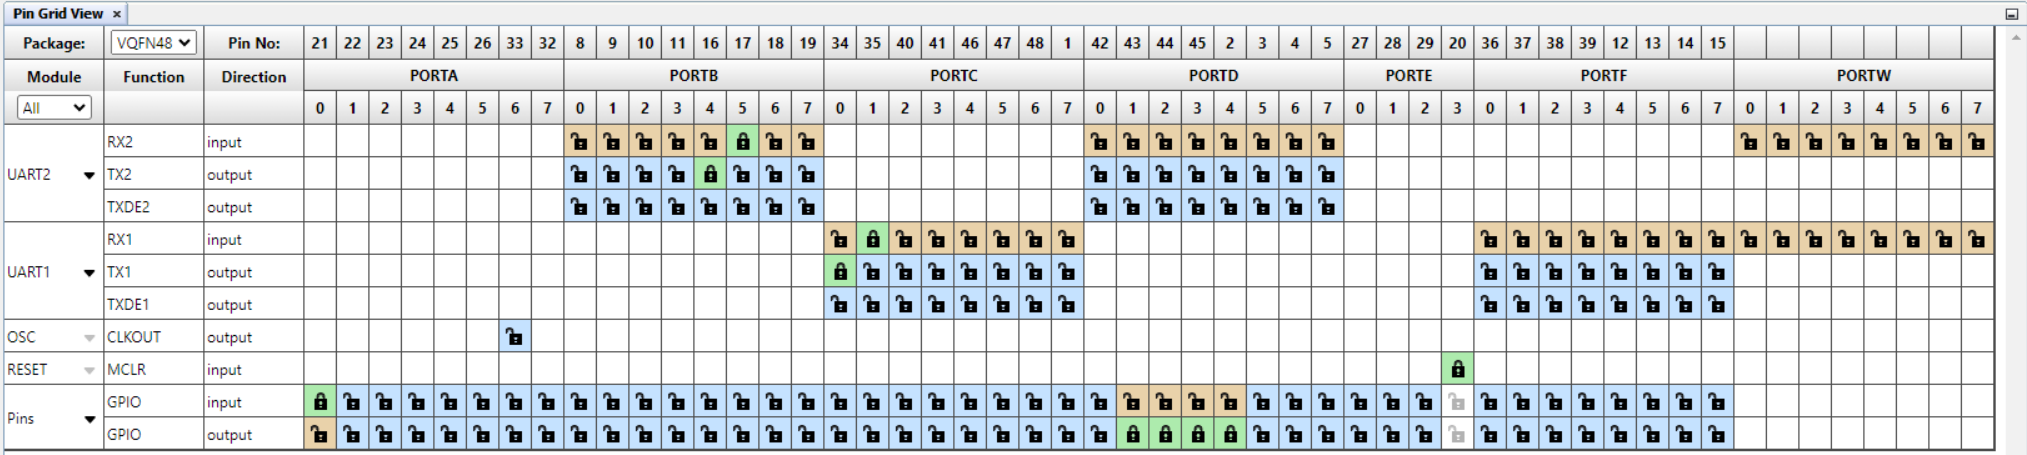 Pin Grid View ×
Package: VQFN48 Pin No: 21 22 23 24 25 26 33 32 8 9 10 11 16 17 18 19 34 35 40 41 46 47 48 1 42 43 44 45 2 3 4 5 27 28 29 20 36 37 38 39 12 13 14 15
Module Function Direction PORTA PORTB PORTC PORTD PORTE PORTF PORTW
All 0 1 2 3 4 5 6 7 0 1 2 3 4 5 6 7 0 1 2 3 4 5 6 7 0 1 2 3 4 5 6 7 0 1 2 3 0 1 2 3 4 5 6 7 0 1 2 3 4 5 6 7
RX2 input
UART2 TX2 output
TXDE2 output
RX1 input
UART1 TX1 output
TXDE1 output
OSC CLKOUT output
RESET MCLR input
GPIO input
Pins
GPIO output